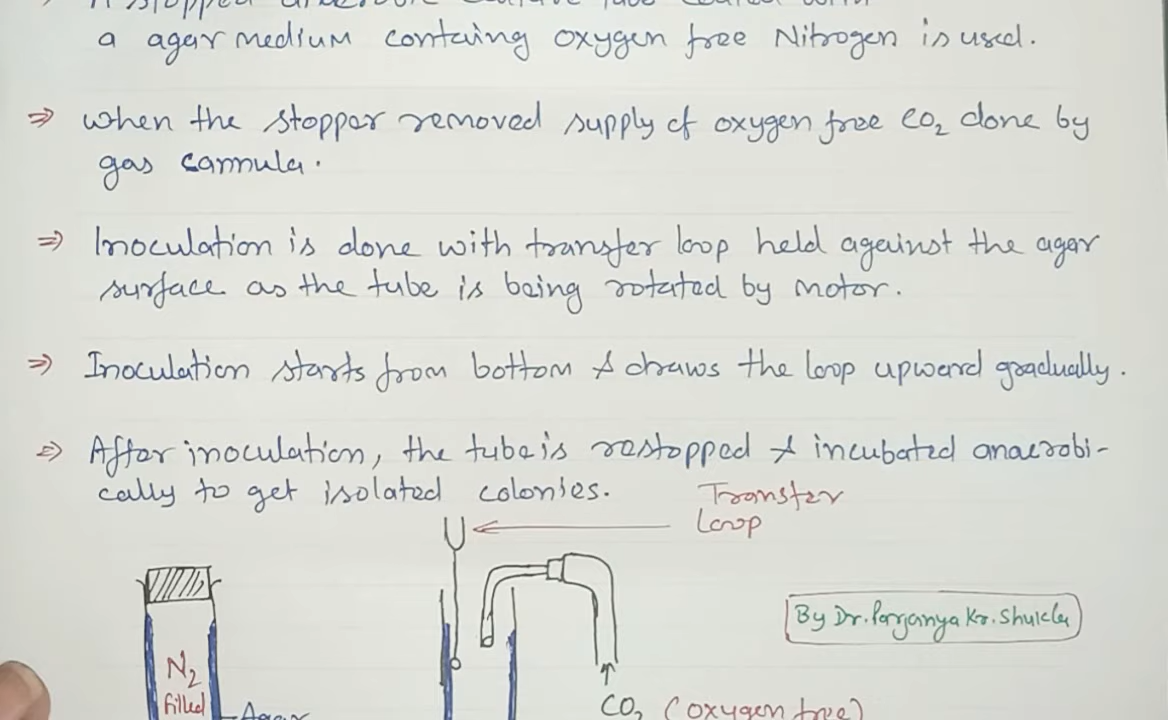 a agar medium containg oxygen free Nitrogen is used.
⇒ when the stopper removed supply of oxygen free CO₂ done by
gas cannula.
⇒ Inoculation is done with transfer loop held against the agar
surface as the tube is being rotated by motor.
⇒ Inoculation starts from bottom & draws the loop upward gradually.
⇒ After inoculation, the tube is restopped & incubated anaerobi-
cally to get isolated colonies.
Transfer
Loop
By Dr. Parjanya Kr. Shukla
N₂
filled
Agar
CO₂ (oxygen free)